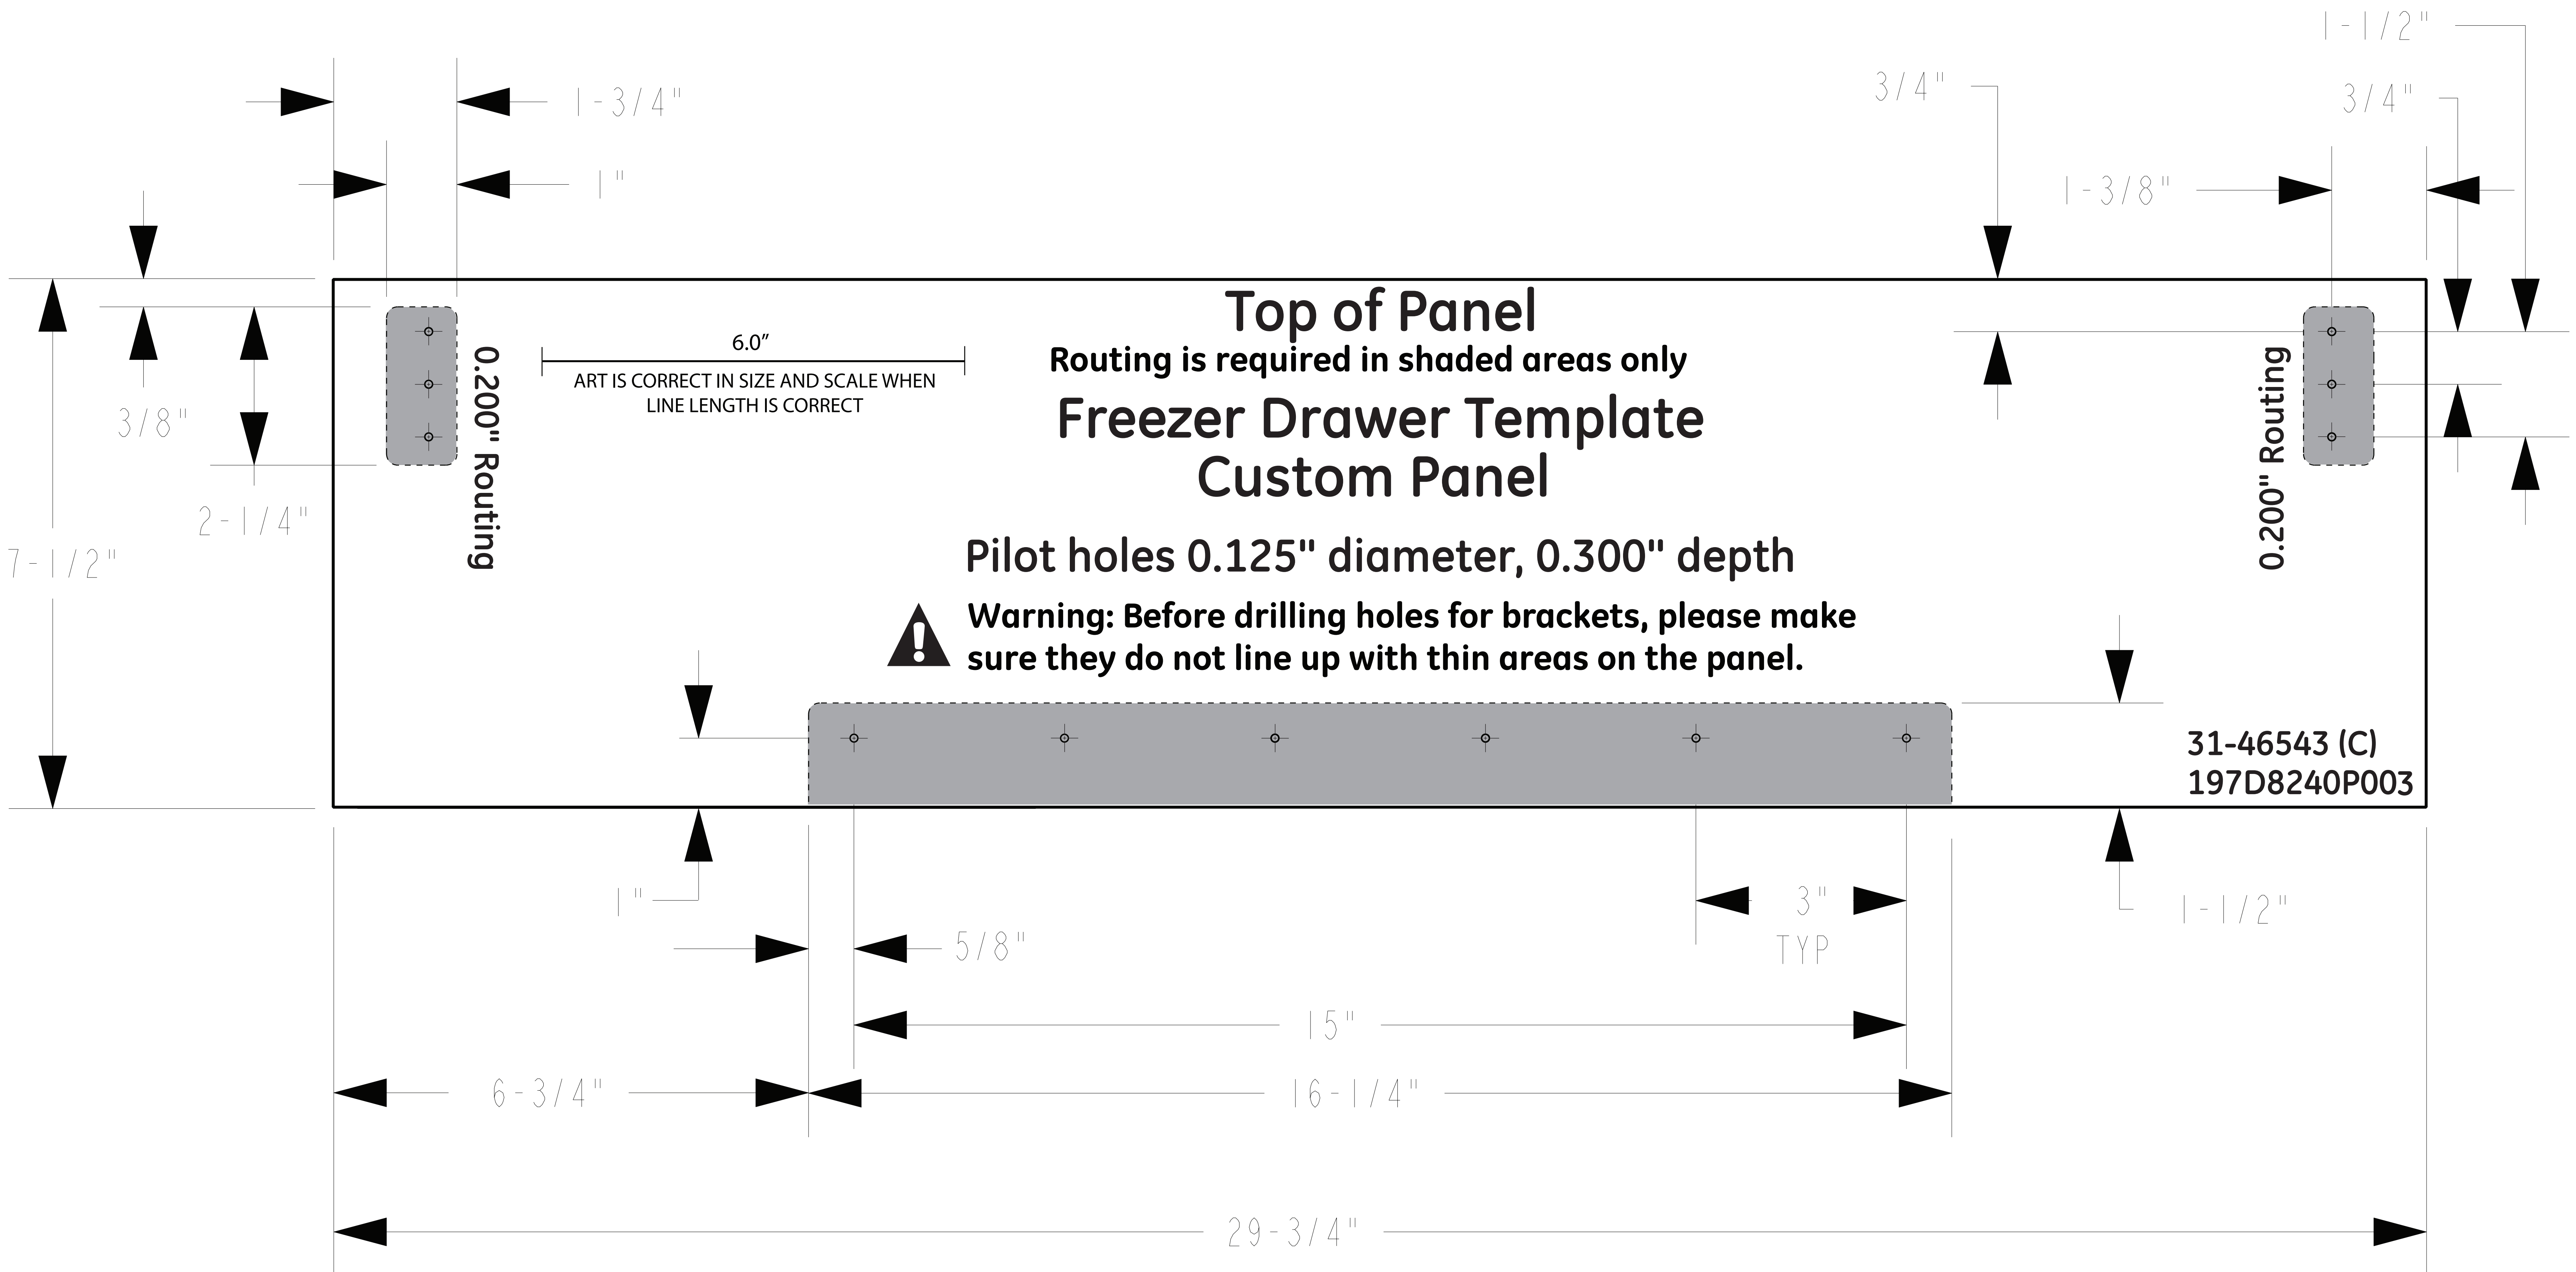 1-1/2"
3/4"
3/4"
1-3/4"
1-3/8"
1"
Top of Panel
6.0”
Routing is required in shaded areas only
ART IS CORRECT IN SIZE AND SCALE WHEN
LINE LENGTH IS CORRECT
Freezer Drawer Template
Custom Panel
3/8"
0.200" Routing
0.200" Routing
2-1/4"
7-1/2"
Pilot holes 0.125" diameter, 0.300" depth
Warning: Before drilling holes for brackets, please make
sure they do not line up with thin areas on the panel.
31-46543 (C)
197D8240P003
1"
3"
TYP
1-1/2"
5/8"
15"
6-3/4"
16-1/4"
29-3/4"